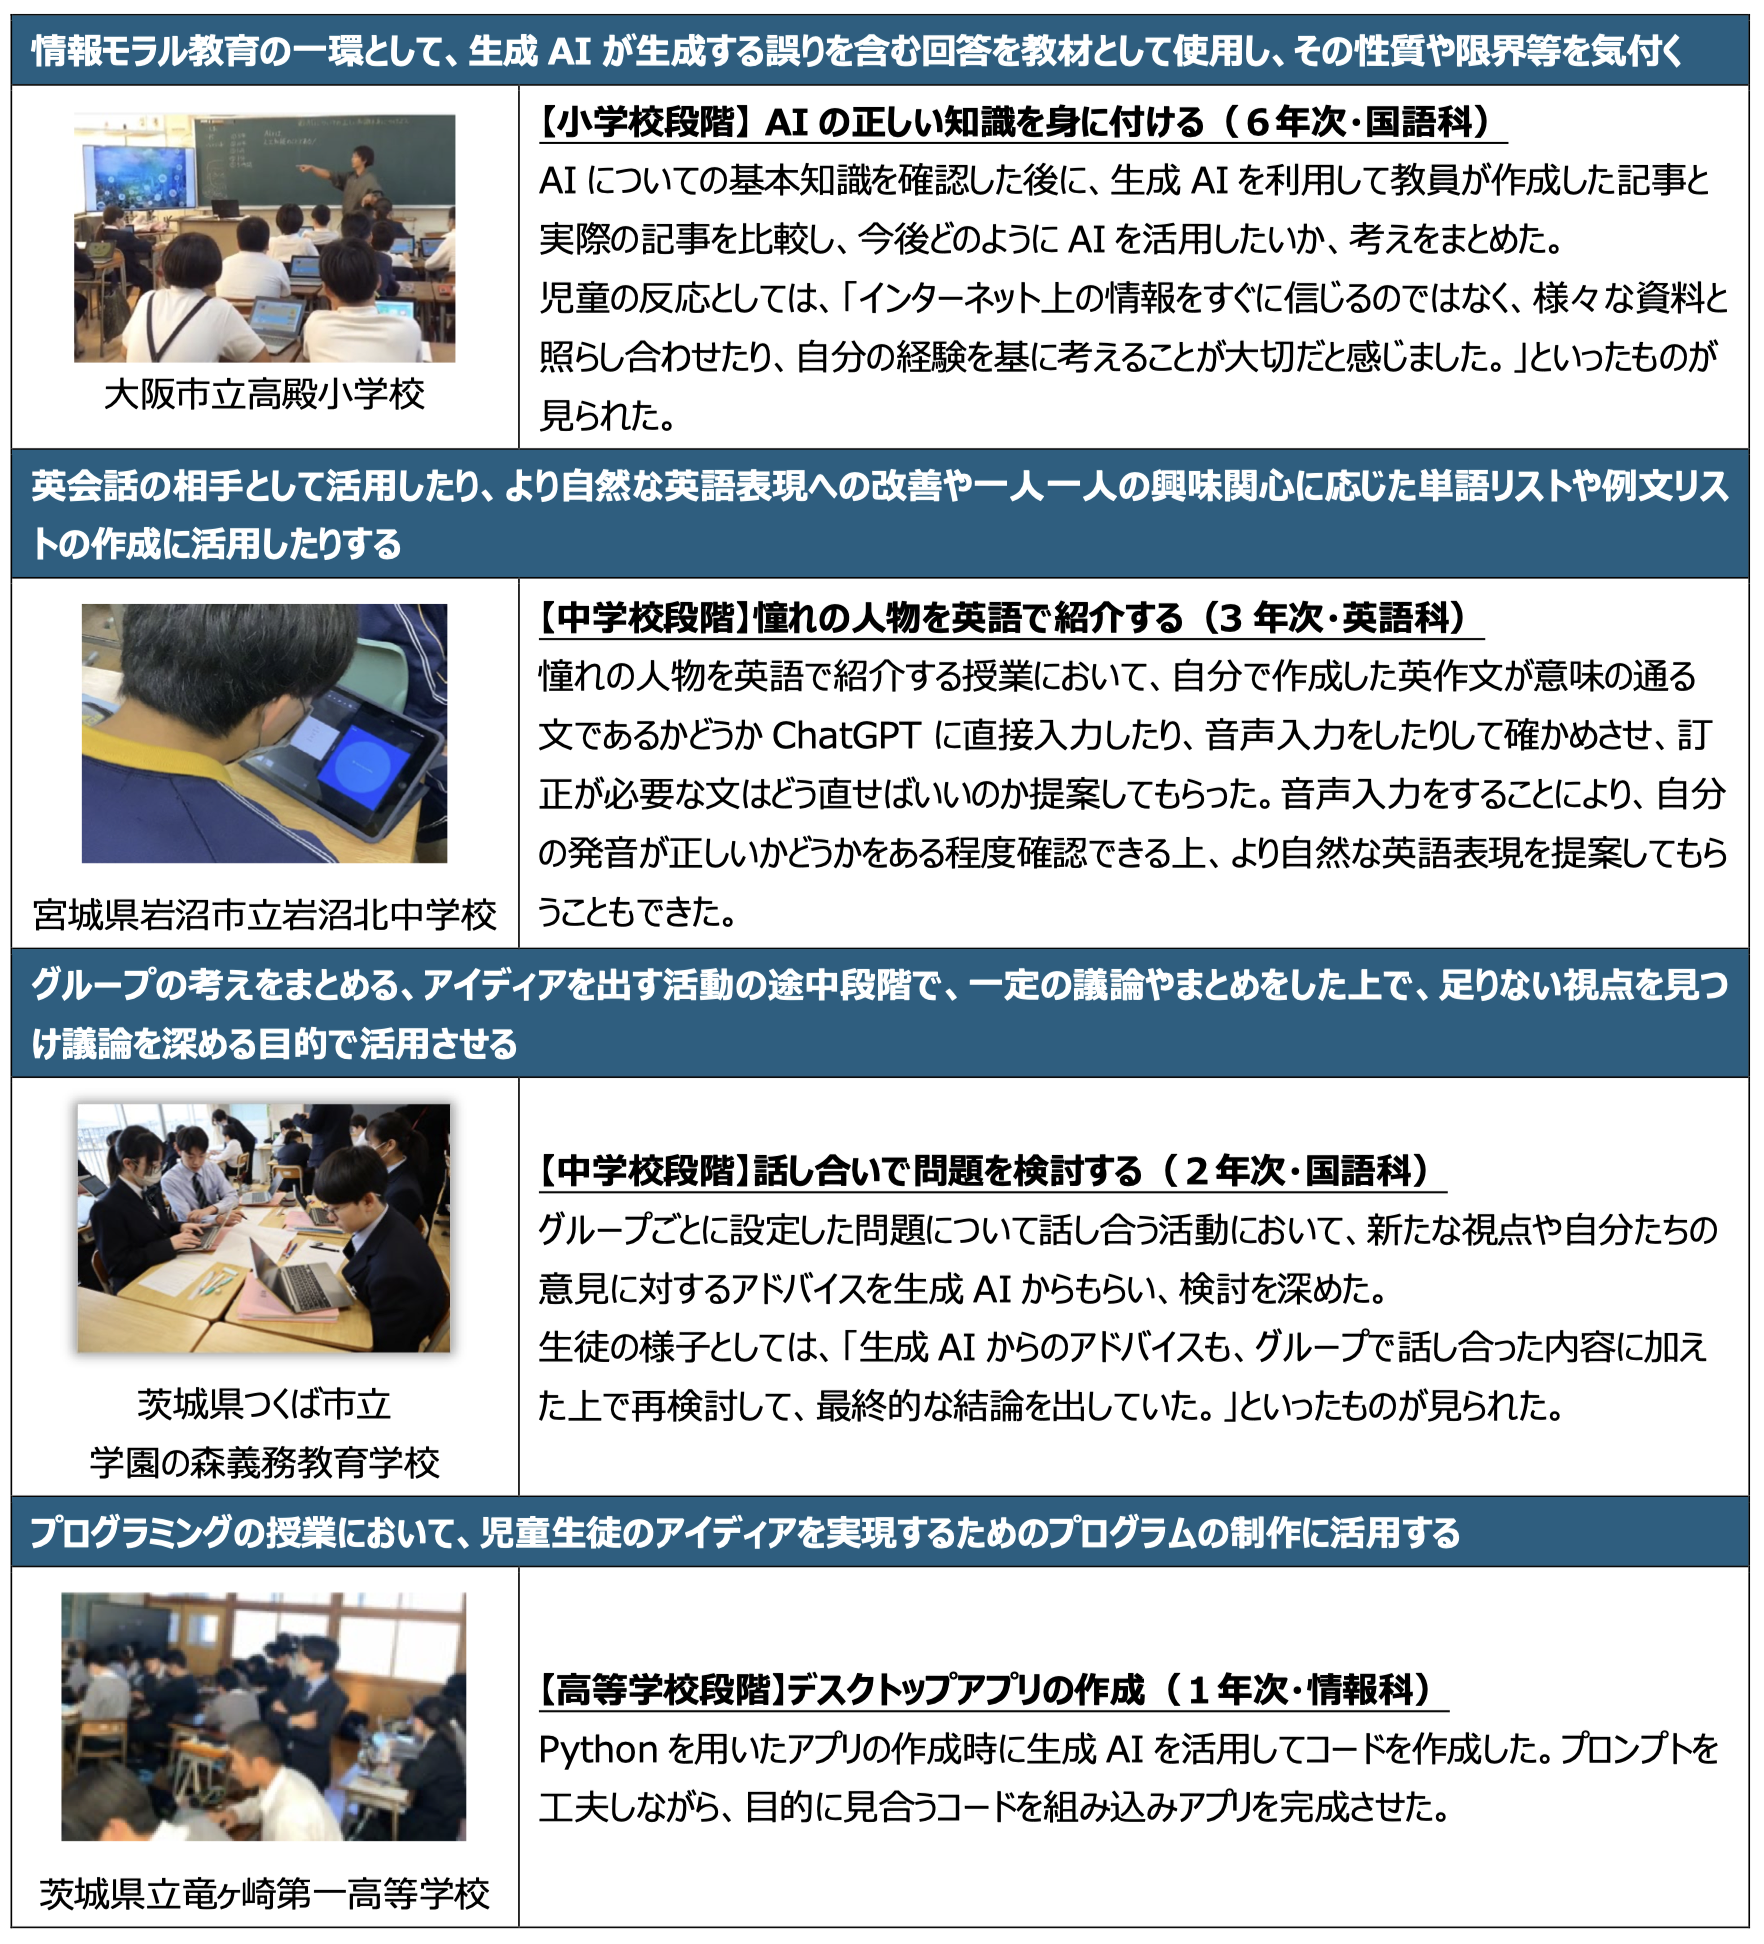 情報モラル教育の一環として、生成 AI が生成する誤りを含む回答を教材として使用し、その性質や限界等を気付く
大阪市立高殿小学校
【小学校段階】 AI の正しい知識を身に付ける（６年次・国語科）
AI についての基本知識を確認した後に、生成 AI を利用して教員が作成した記事と
実際の記事を比較し、今後どのように AI を活用したいか、考えをまとめた。
児童の反応としては、「インターネット上の情報をすぐに信じるのではなく、様々な資料と
照らし合わせたり、自分の経験を基に考えることが大切だと感じました。」といったものが
見られた。
英会話の相手として活用したり、より自然な英語表現への改善や一人一人の興味関心に応じた単語リストや例文リス
トの作成に活用したりする
宮城県岩沼市立岩沼北中学校
【中学校段階】憧れの人物を英語で紹介する（3 年次・英語科）
憧れの人物を英語で紹介する授業において、自分で作成した英作文が意味の通る
文であるかどうか ChatGPT に直接入力したり、音声入力をしたりして確かめさせ、訂
正が必要な文はどう直せばいいのか提案してもらった。音声入力をすることにより、自分
の発音が正しいかどうかをある程度確認できる上、より自然な英語表現を提案してもら
うこともできた。
グループの考えをまとめる、アイディアを出す活動の途中段階で、一定の議論やまとめをした上で、足りない視点を見つ
け議論を深める目的で活用させる
茨城県つくば市立
学園の森義務教育学校
【中学校段階】話し合いで問題を検討する（２年次・国語科）
グループごとに設定した問題について話し合う活動において、新たな視点や自分たちの
意見に対するアドバイスを生成 AI からもらい、検討を深めた。
生徒の様子としては、「生成 AI からのアドバイスも、グループで話し合った内容に加え
た上で再検討して、最終的な結論を出していた。」といったものが見られた。
プログラミングの授業において、児童生徒のアイディアを実現するためのプログラムの制作に活用する
茨城県立竜ヶ崎第一高等学校
【高等学校段階】デスクトップアプリの作成（１年次・情報科）
Python を用いたアプリの作成時に生成 AI を活用してコードを作成した。プロンプトを
工夫しながら、目的に見合うコードを組み込みアプリを完成させた。